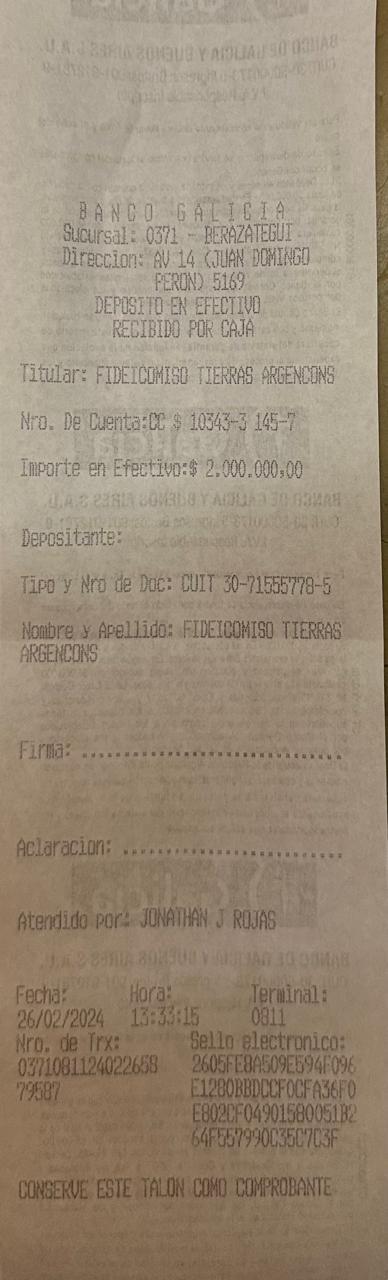 BANCO GALICIA
Sucursal: 0371 - BERAZATEGUI
Direccion: AV 14 (JUAN DOMINGO
PERON) 5169
DEPOSITO EN EFECTIVO
RECIBIDO POR CAJA
Titular: FIDEICOMISO TIERRAS ARGENCONS
Nro. De Cuenta:CC $ 10343-3 145-7
Importe en Efectivo:$ 2.000.000,00
Depositante:
Tipo y Nro de Doc: CUIT 30-71555778-5
Nombre y Apellido: FIDEICOMISO TIERRAS
ARGENCONS
Firma: ..............................
Aclaracion: .........................
Atendido por: JONATHAN J ROJAS
Fecha: Hora: Terminal:
26/02/2024 13:33:15 0811
Nro. de Trx: Sello electronico:
0371081124022658 2605FE8A509E594F096
79587 E1280BBDCCF0CFA36F0
E802CF04901580051B2
64F557990C35C7C3F
CONSERVE ESTE TALON COMO COMPROBANTE